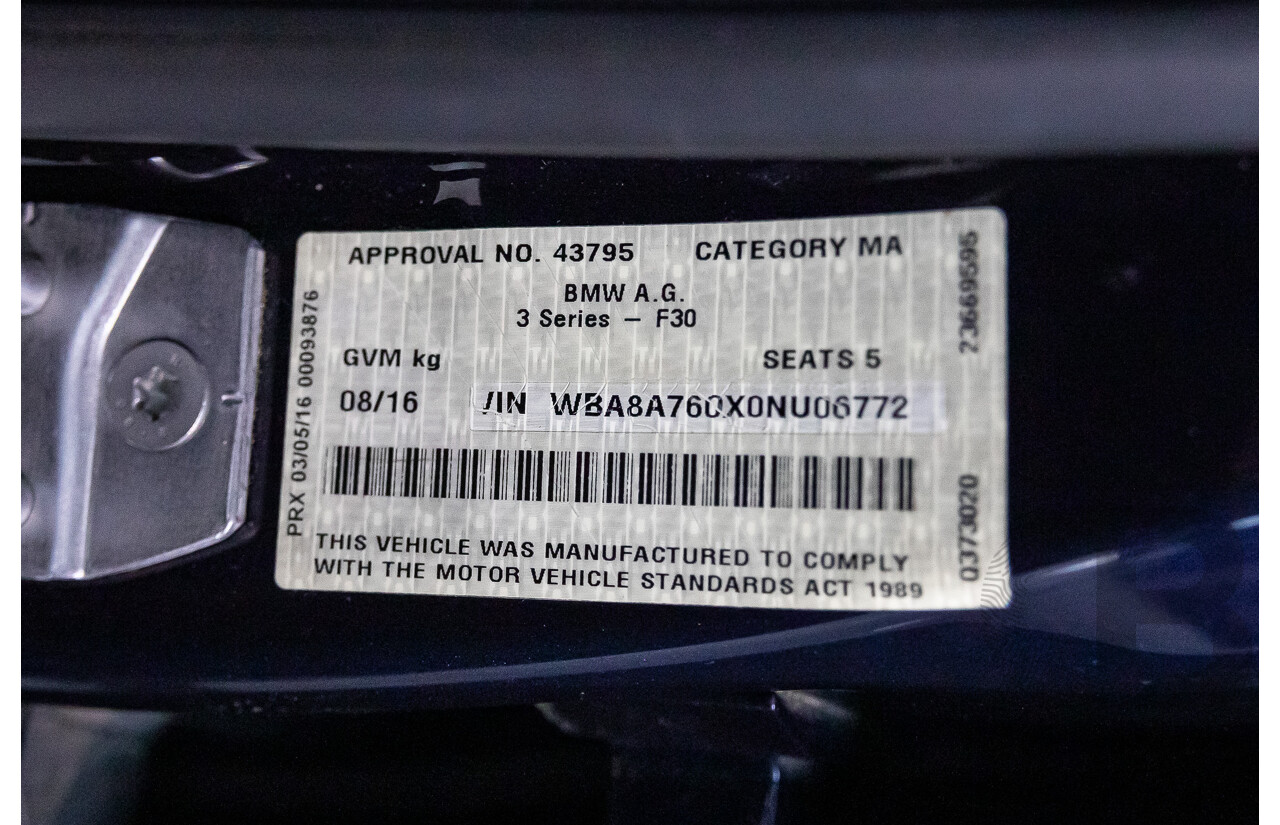 APPROVAL NO. 43795 CATEGORY MA
BMW A.G.
3 Series – F30
GVM kg SEATS 5
08/16 /IN WBA8A760X0NU06772
THIS VEHICLE WAS MANUFACTURED TO COMPLY
WITH THE MOTOR VEHICLE STANDARDS ACT 1989
PRX 03/05/16 00093876
23669595
0373020